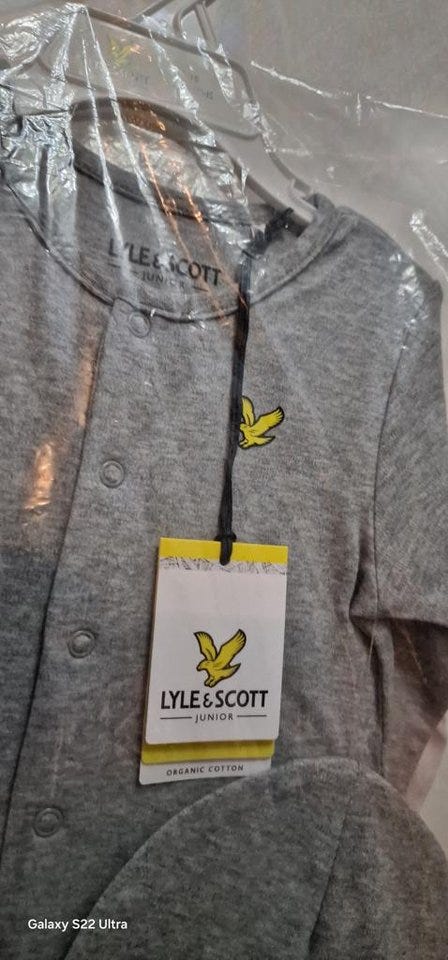 LYLE & SCOTT
JUNIOR
LYLE & SCOTT
JUNIOR
ORGANIC COTTON
Galaxy S22 Ultra